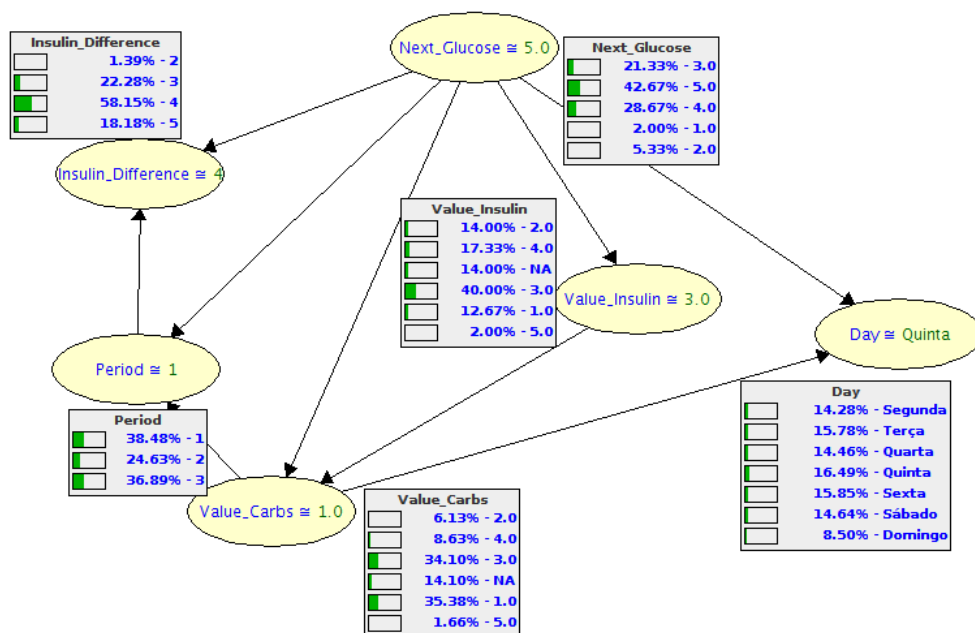 Insulin_Difference
1.39% - 2
22.28% - 3
58.15% - 4
18.18% - 5
Next_Glucose ≅ 5.0
Next_Glucose
21.33% - 3.0
42.67% - 5.0
28.67% - 4.0
2.00% - 1.0
5.33% - 2.0
Insulin_Difference ≅ 4
Value_Insulin
14.00% - 2.0
17.33% - 4.0
14.00% - NA
40.00% - 3.0
12.67% - 1.0
2.00% - 5.0
Value_Insulin ≅ 3.0
Day ≅ Quinta
Period ≅ 1
Period
38.48% - 1
24.63% - 2
36.89% - 3
Day
14.28% - Segunda
15.78% - Terça
14.46% - Quarta
16.49% - Quinta
15.85% - Sexta
14.64% - Sábado
8.50% - Domingo
Value_Carbs ≅ 1.0
Value_Carbs
6.13% - 2.0
8.63% - 4.0
34.10% - 3.0
14.10% - NA
35.38% - 1.0
1.66% - 5.0